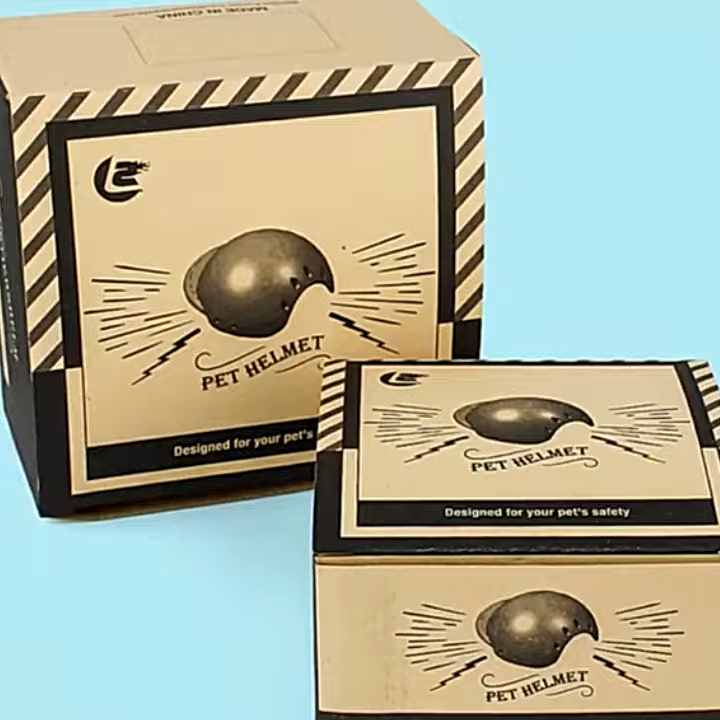 MADE IN CHINA
PET HELMET
Designed for your pet's
PET HELMET
Designed for your pet's safety
PET HELMET